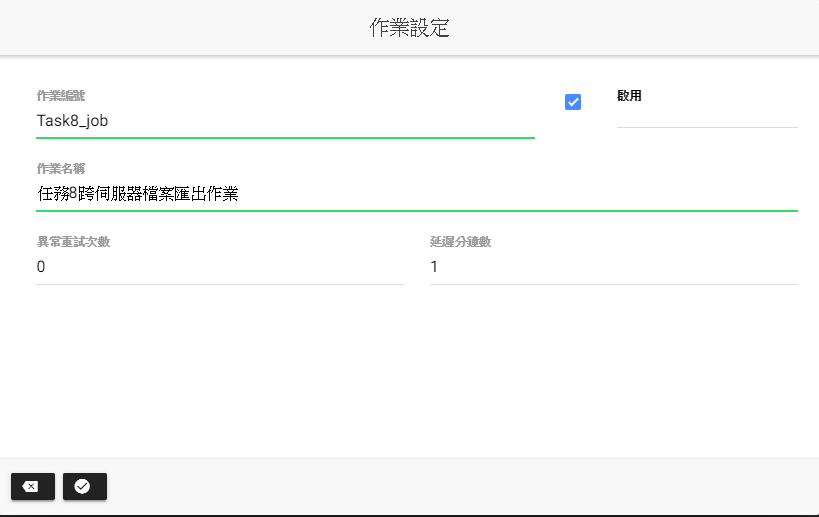 作業設定
作業編號
Task8_job
啟用
作業名稱
任務8跨伺服器檔案匯出作業
異常重試次數
延遲分鐘數
0
1